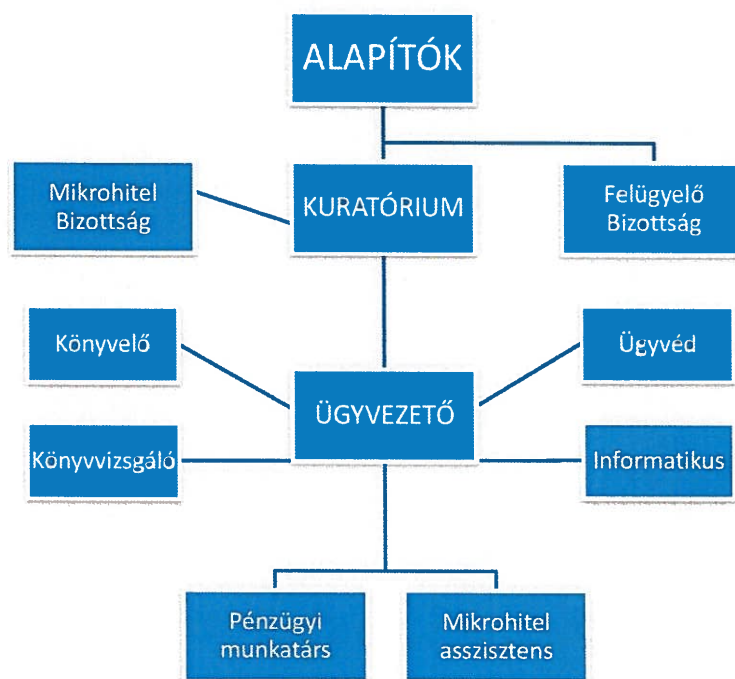 ALAPÍTÓK
Mikrohitel
Bizottság
KURATÓRIUM
Felügyelő
Bizottság
Könyvelő
Ügyvéd
ÜGYVEZETŐ
Könyvvizsgáló
Informatikus
Pénzügyi
munkatárs
Mikrohitel
asszisztens